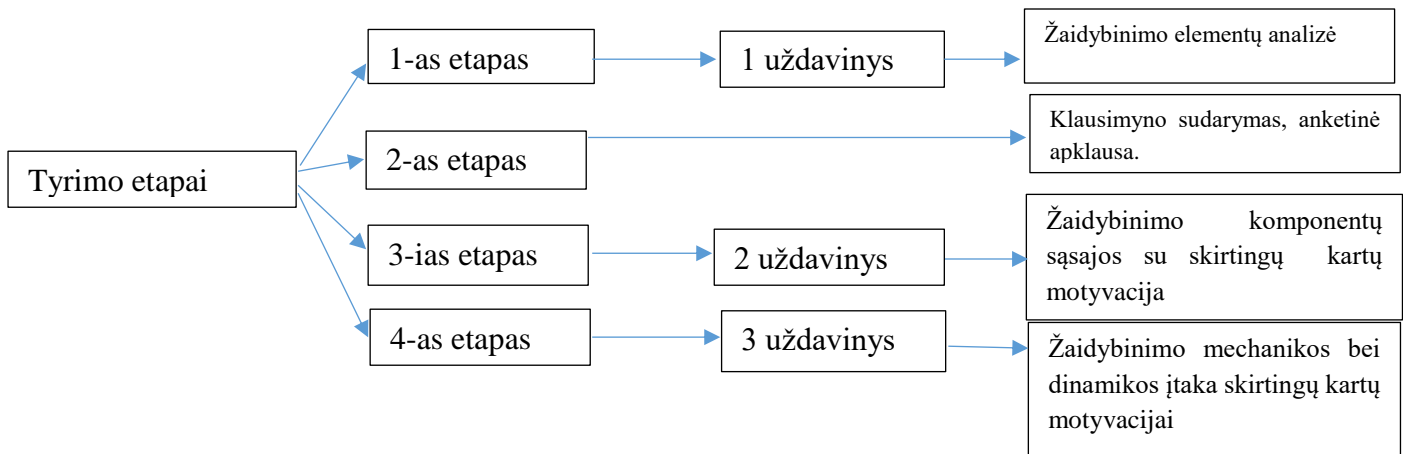 Tyrimo etapai
1-as etapas
1 uždavinys
Žaidybinimo elementų analizė
2-as etapas
Klausimyno sudarymas, anketinė
apklausa.
3-ias etapas
2 uždavinys
Žaidybinimo komponentų
sąsajos su skirtingų kartų
motyvacija
4-as etapas
3 uždavinys
Žaidybinimo mechanikos bei
dinamikos įtaka skirtingų kartų
motyvacijai